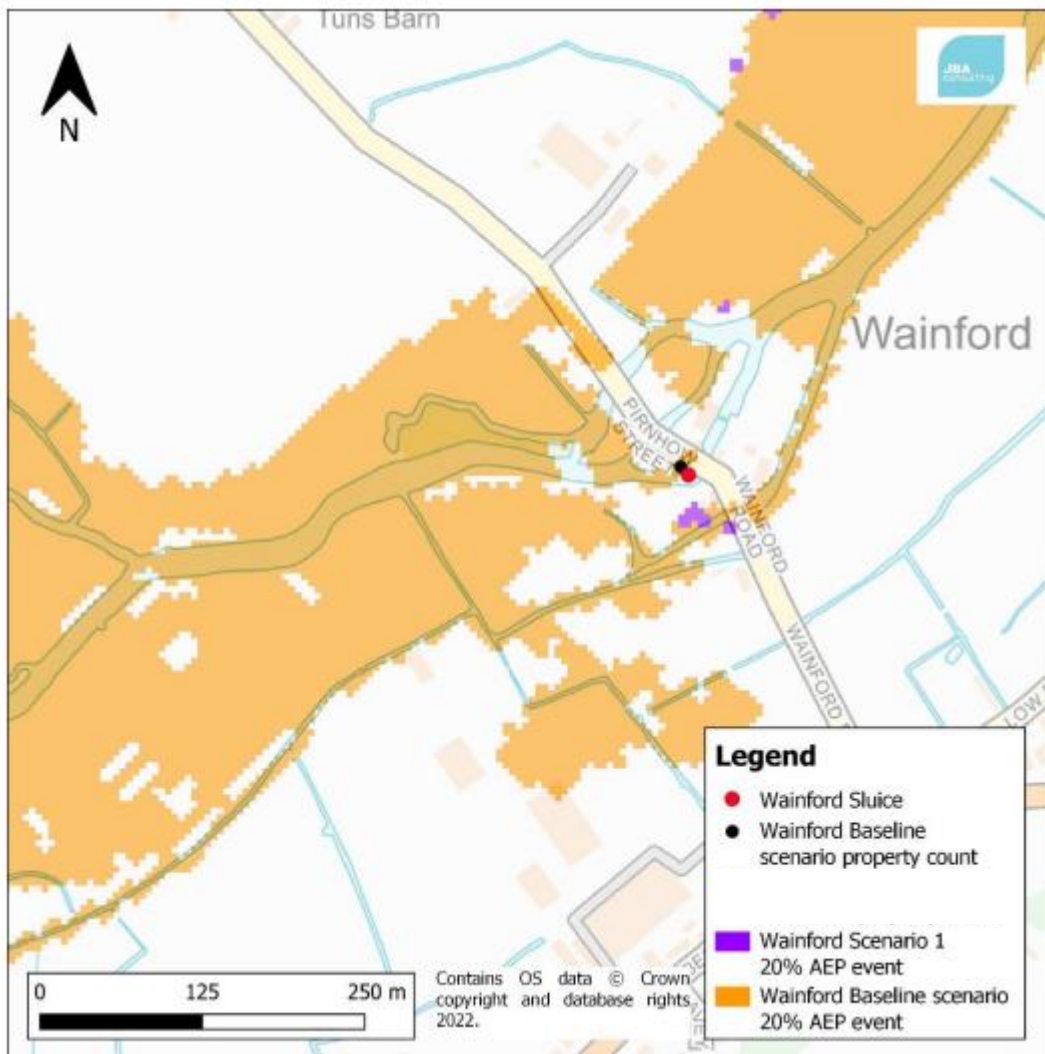 Tuns Barn
JBA
consulting
N
Wainford
PIRNHOW
STREET
WAINFORD
ROAD
WAINFORD R
LOW
Legend
Wainford Sluice
Wainford Baseline
scenario property count
Wainford Scenario 1
20% AEP event
Wainford Baseline scenario
20% AEP event
0 125 250 m
Contains OS data © Crown
copyright and database rights
2022.